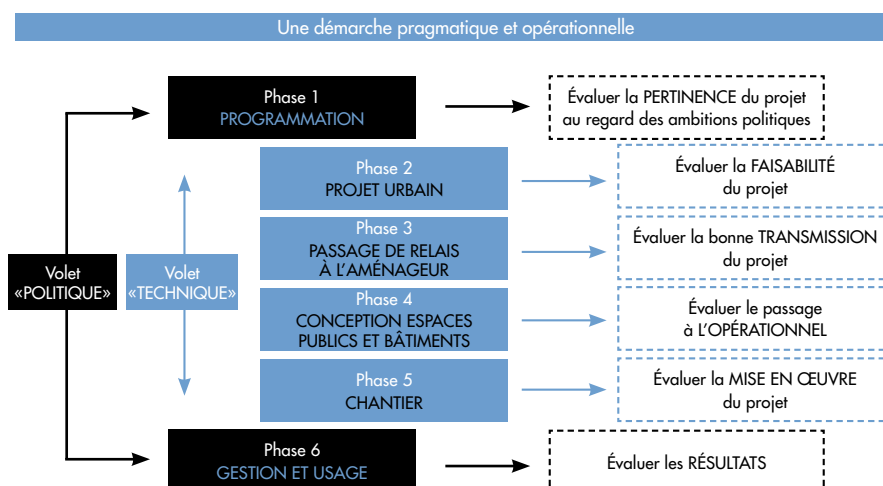 Une démarche pragmatique et opérationnelle
Phase 1
PROGRAMMATION
Évaluer la PERTINENCE du projet
au regard des ambitions politiques
Phase 2
PROJET URBAIN
Évaluer la FAISABILITÉ
du projet
Phase 3
PASSAGE DE RELAIS
À L’AMÉNAGEUR
Évaluer la bonne TRANSMISSION
du projet
Volet
«POLITIQUE»
Volet
«TECHNIQUE»
Phase 4
CONCEPTION ESPACES
PUBLICS ET BÂTIMENTS
Évaluer le passage
à L’OPÉRATIONNEL
Phase 5
CHANTIER
Évaluer la MISE EN ŒUVRE
du projet
Phase 6
GESTION ET USAGE
Évaluer les RÉSULTATS